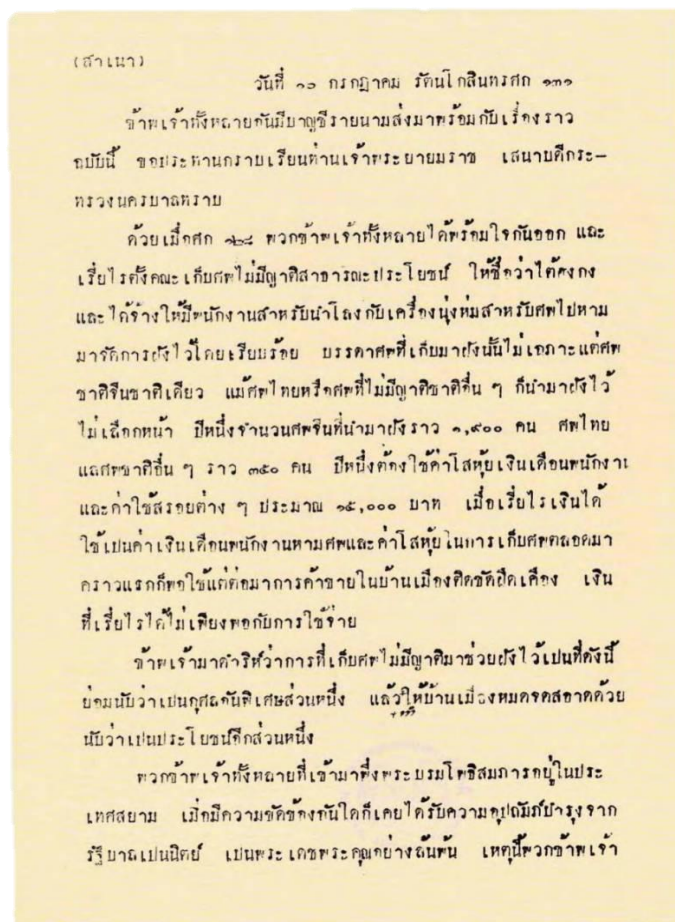 (สำเนา)
วันที่ ๑๐ กรกฎาคม รัตนโกสินทรศก ๑๓๑
ข้าพเจ้าทั้งหลายอันมีบาญชีรายนามส่งมาพร้อมกับเรื่องราว
ฉบับนี้ ขอประทานกราบเรียนท่านเจ้าพระยายมราช เสนาบดีกระ-
ทรวงนครบาลทราบ
ด้วยเมื่อศก ๑๒๘ พวกข้าพเจ้าทั้งหลายได้พร้อมใจกันออก และ
เรี่ยไรตั้งคณะเก็บศพไม่มีญาติสาธารณะประโยชน์ ให้ชื่อว่าไต้ฮงกง
และได้จ้างให้มีพนักงานสำหรับนำโลงกับเครื่องนุ่งห่มสำหรับศพไปหาม
มาจัดการฝังไว้โดยเรียบร้อย บรรดาศพที่เก็บมาฝังนั้นไม่เฉภาะแต่ศพ
ชาติจีนชาติเดียว แม้ศพไทยหรือศพที่ไม่มีญาติชาติอื่น ๆ ก็นำมาฝังไว้
ไม่เลือกหน้า ปีหนึ่งจำนวนศพจีนที่นำมาฝังราว ๑,๙๐๐ คน ศพไทย
แลศพชาติอื่น ๆ ราว ๓๕๐ คน ปีหนึ่งต้องใช้ค่าโสหุ้ยเงินเดือนพนักงาน
และค่าใช้สรอยต่าง ๆ ประมาณ ๑๕,๐๐๐ บาท เมื่อเรี่ยไรเงินได้
ใช้เปนค่าเงินเดือนพนักงานหามศพและค่าโสหุ้ยในการเก็บศพตลอดมา
คราวแรกก็พอใช้แต่ต่อมาการค้าขายในบ้านเมืองติดขัดฝืดเคือง เงิน
ที่เรี่ยไรได้ไม่เพียงพอกับการใช้จ่าย
ข้าพเจ้ามาดำริห์ว่าการที่เก็บศพไม่มีญาติมาช่วยฝังไว้เปนที่ดังนี้
ย่อมนับว่าเปนกุศลอันพิเศษส่วนหนึ่ง แล้วให้บ้านเมืองหมดจดสอาดด้วย
นับว่าเปนประโยชน์อีกส่วนหนึ่ง
พวกข้าพเจ้าทั้งหลายที่เข้ามาพึ่งพระบรมโพธิสมภารอยู่ในประ
เทศสยาม เมื่อมีความขัดข้องอันใดก็เคยได้รับความอุปถัมภ์บำรุงจาก
รัฐบาลเปนนิตย์ เปนพระเดชพระคุณอย่างล้นพ้น เหตุนี้พวกข้าพเจ้า